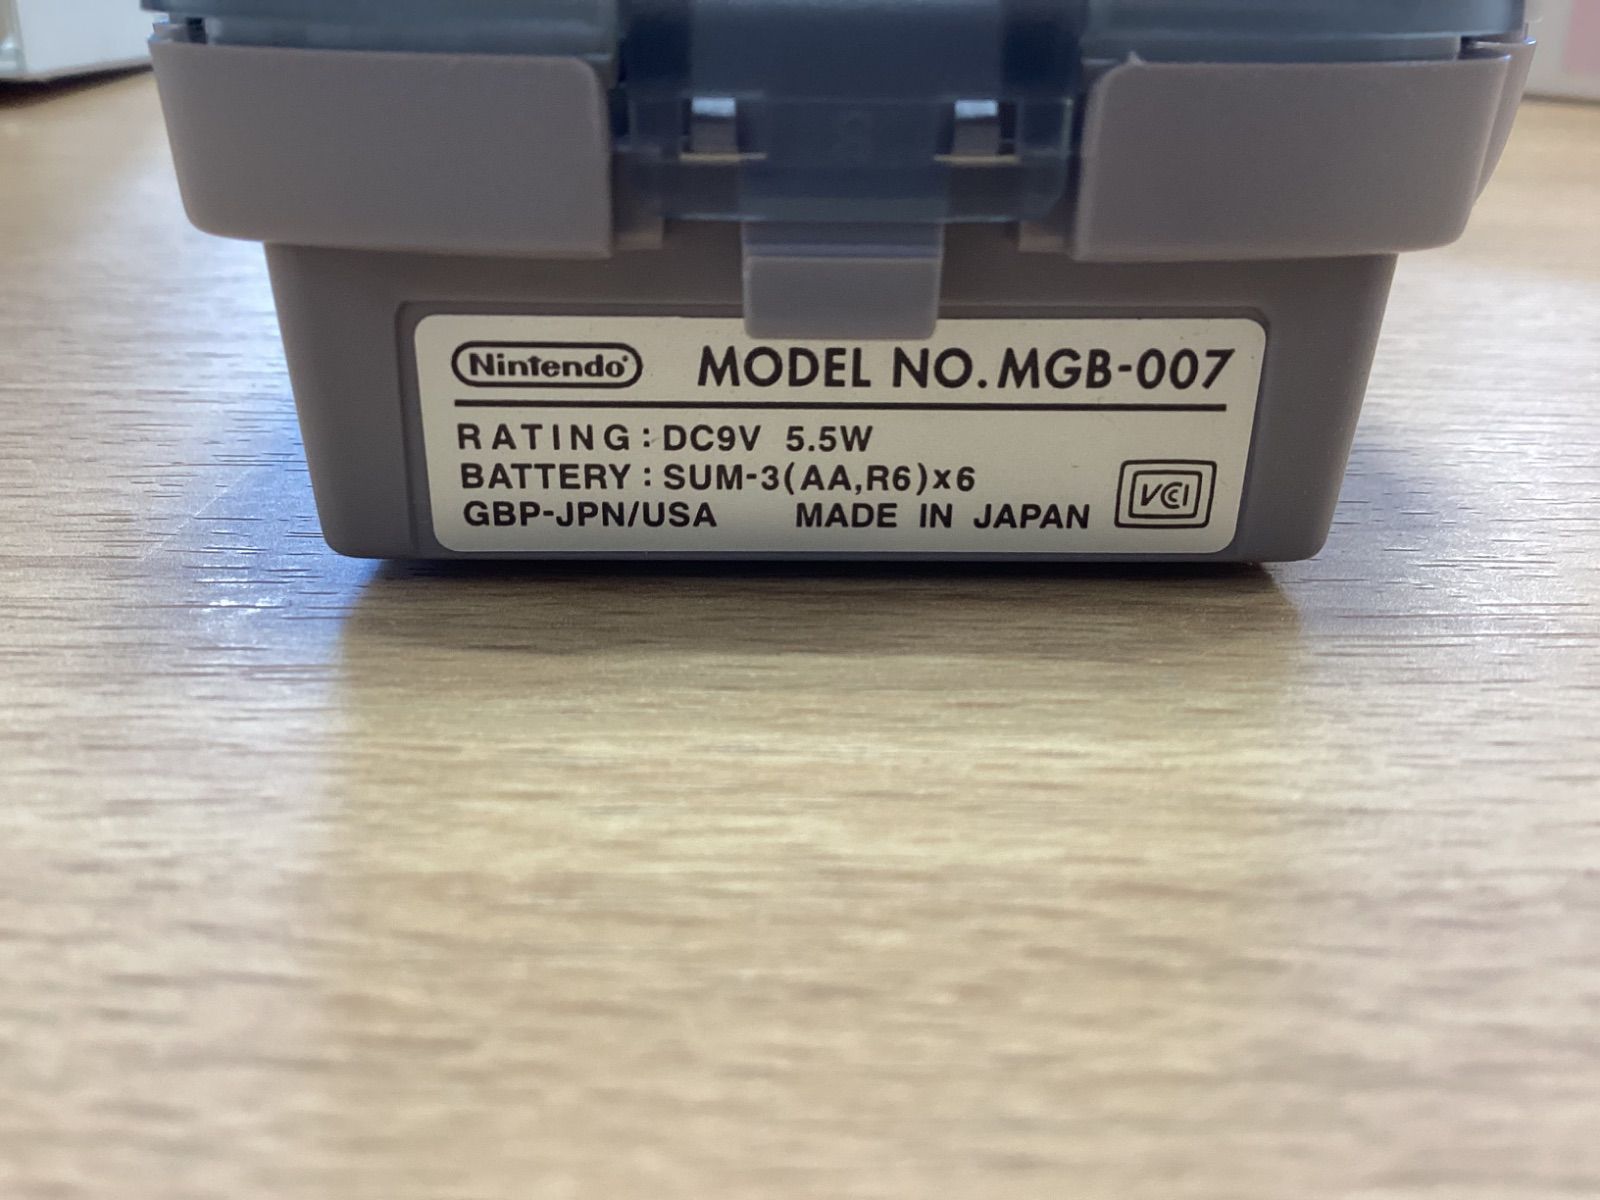 Nintendo MODEL NO. MGB-007
RATING : DC9V 5.5W
BATTERY : SUM-3(AA,R6)x6
GBP-JPN/USA MADE IN JAPAN VCCI